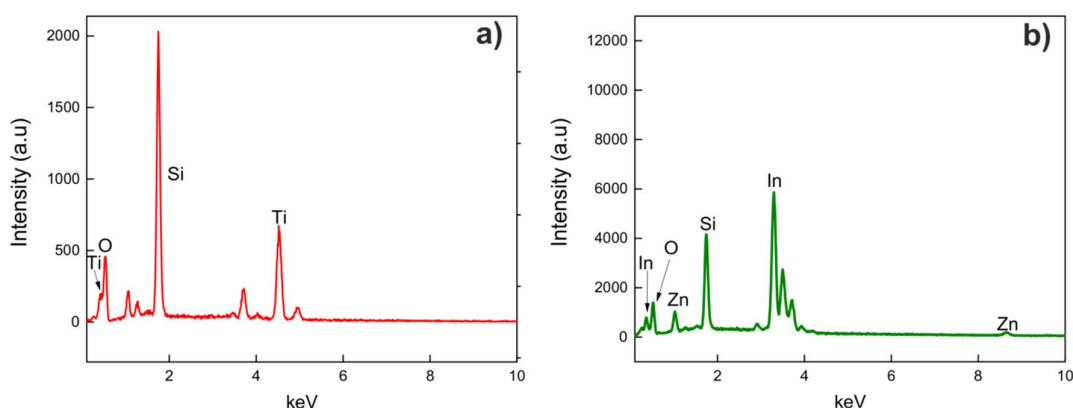 a)
Intensity (a.u)
2000
1500
1000
500
0
Si
Ti
O
Ti
2
4
6
8
10
keV
b)
Intensity (a.u)
12000
10000
8000
6000
4000
2000
0
In
Si
O
In
Zn
Zn
2
4
6
8
10
keV